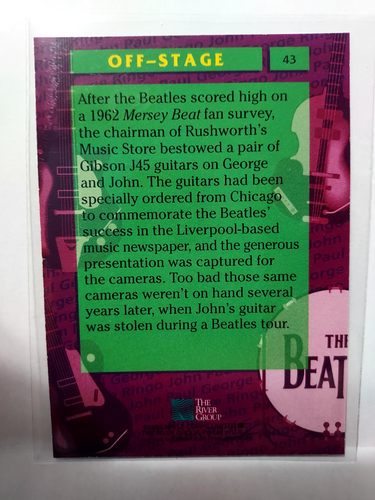 OFF-STAGE
43
After the Beatles scored high on
a 1962 Mersey Beat fan survey,
the chairman of Rushworth's
Music Store bestowed a pair of
Gibson J45 guitars on George
and John. The guitars had been
specially ordered from Chicago
to commemorate the Beatles'
success in the Liverpool-based
music newspaper, and the generous
presentation was captured for
the cameras. Too bad those same
cameras weren't on hand several
years later, when John's guitar
was stolen during a Beatles tour.
THE
BEAT
THE
RIVER
GROUP